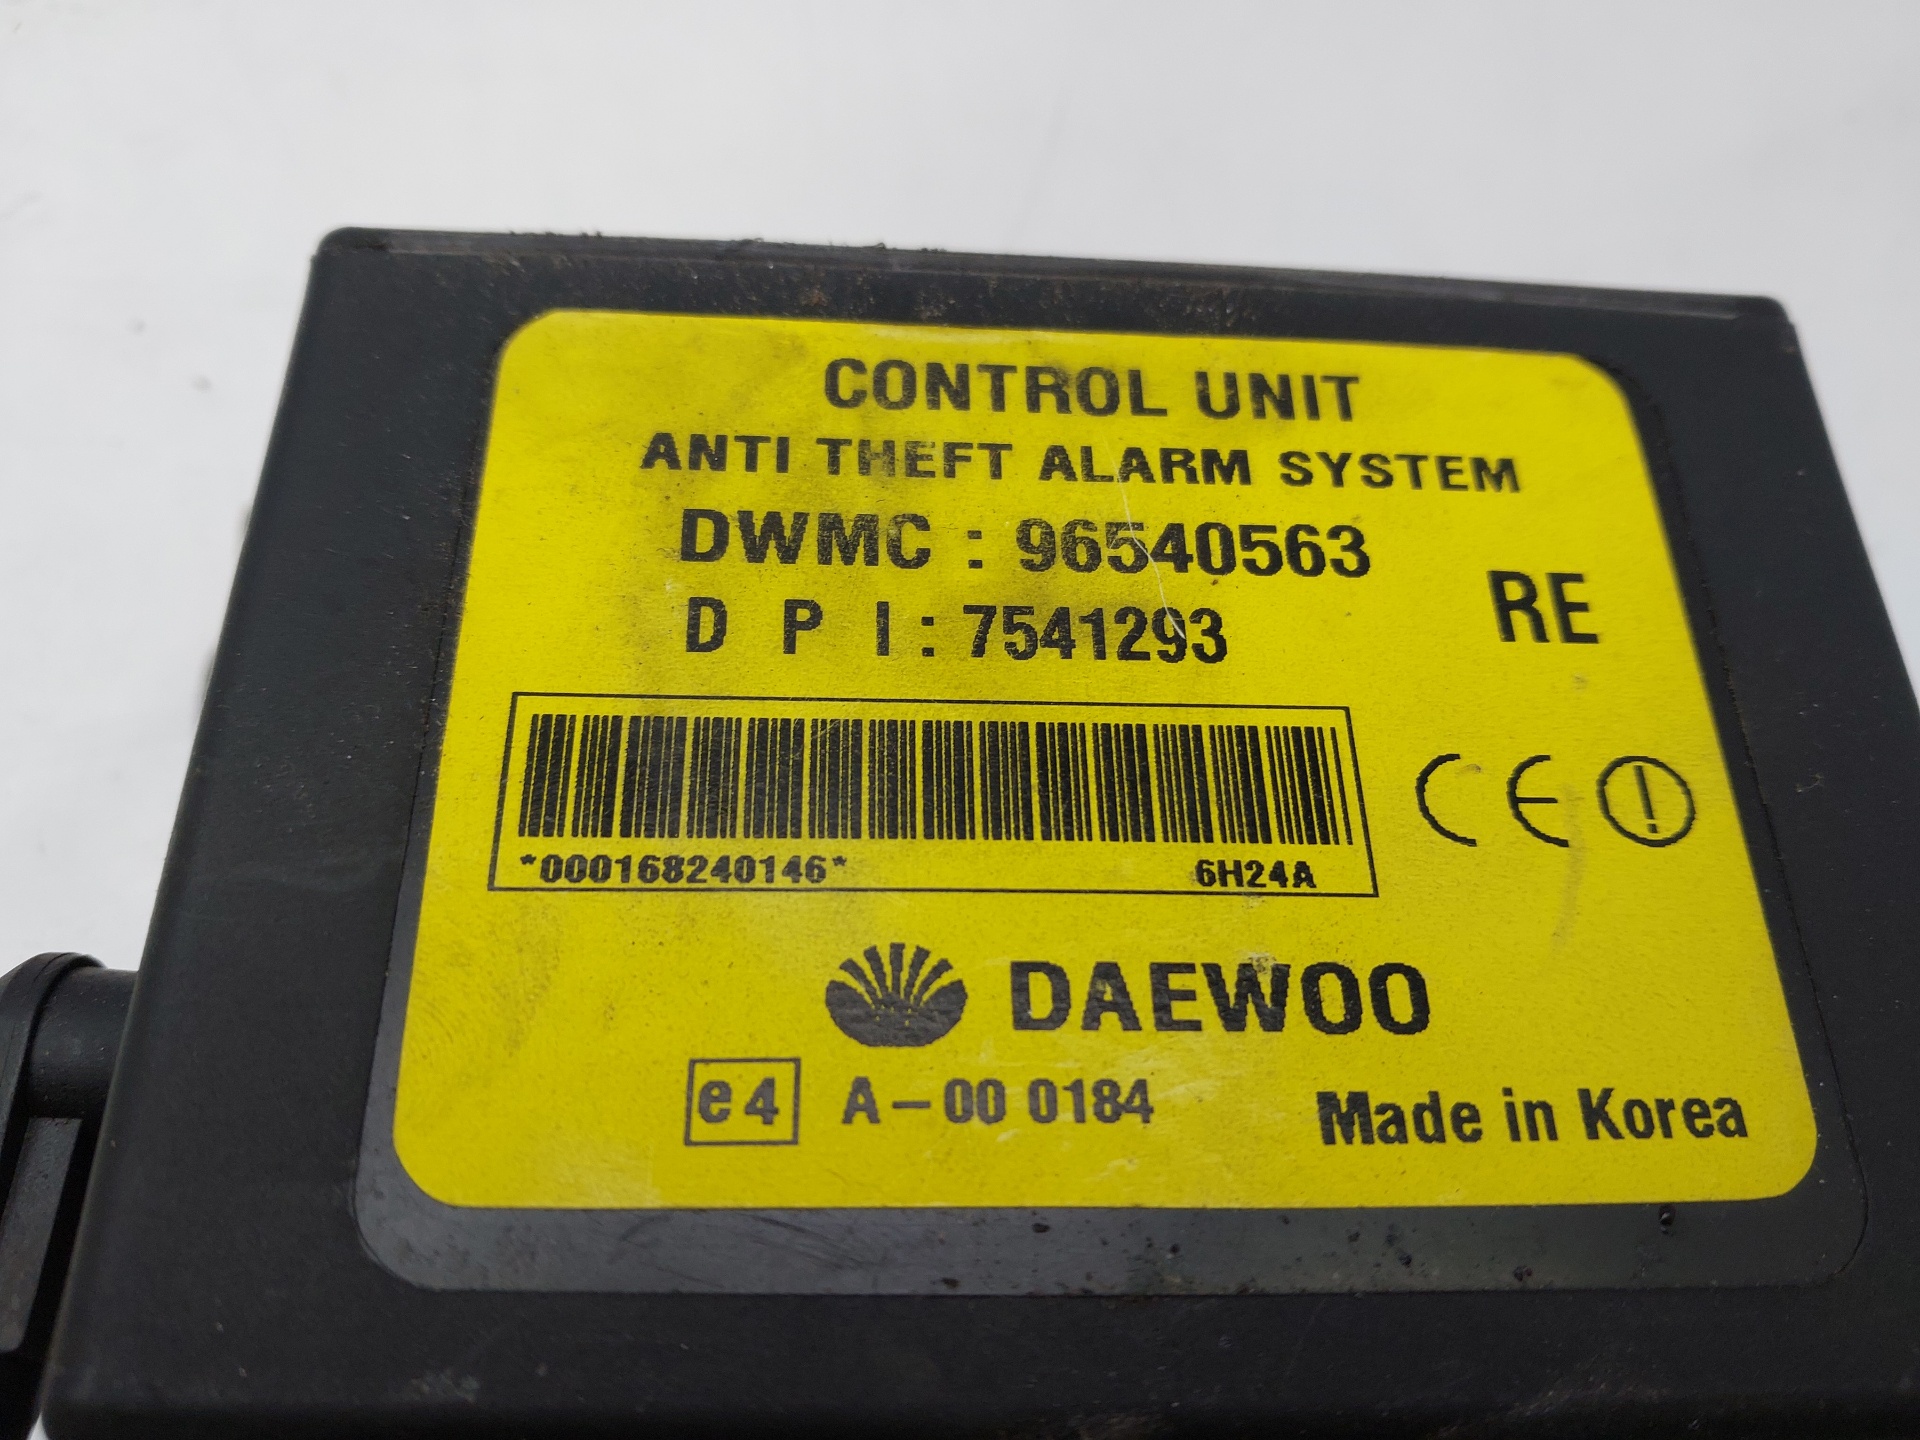 CONTROL UNIT
ANTI THEFT ALARM SYSTEM
DWMC : 96540563
D P I : 7541293
RE
*000168240146* 6H24A
CE
DAEWOO
e4 A-00 0184 Made in Korea